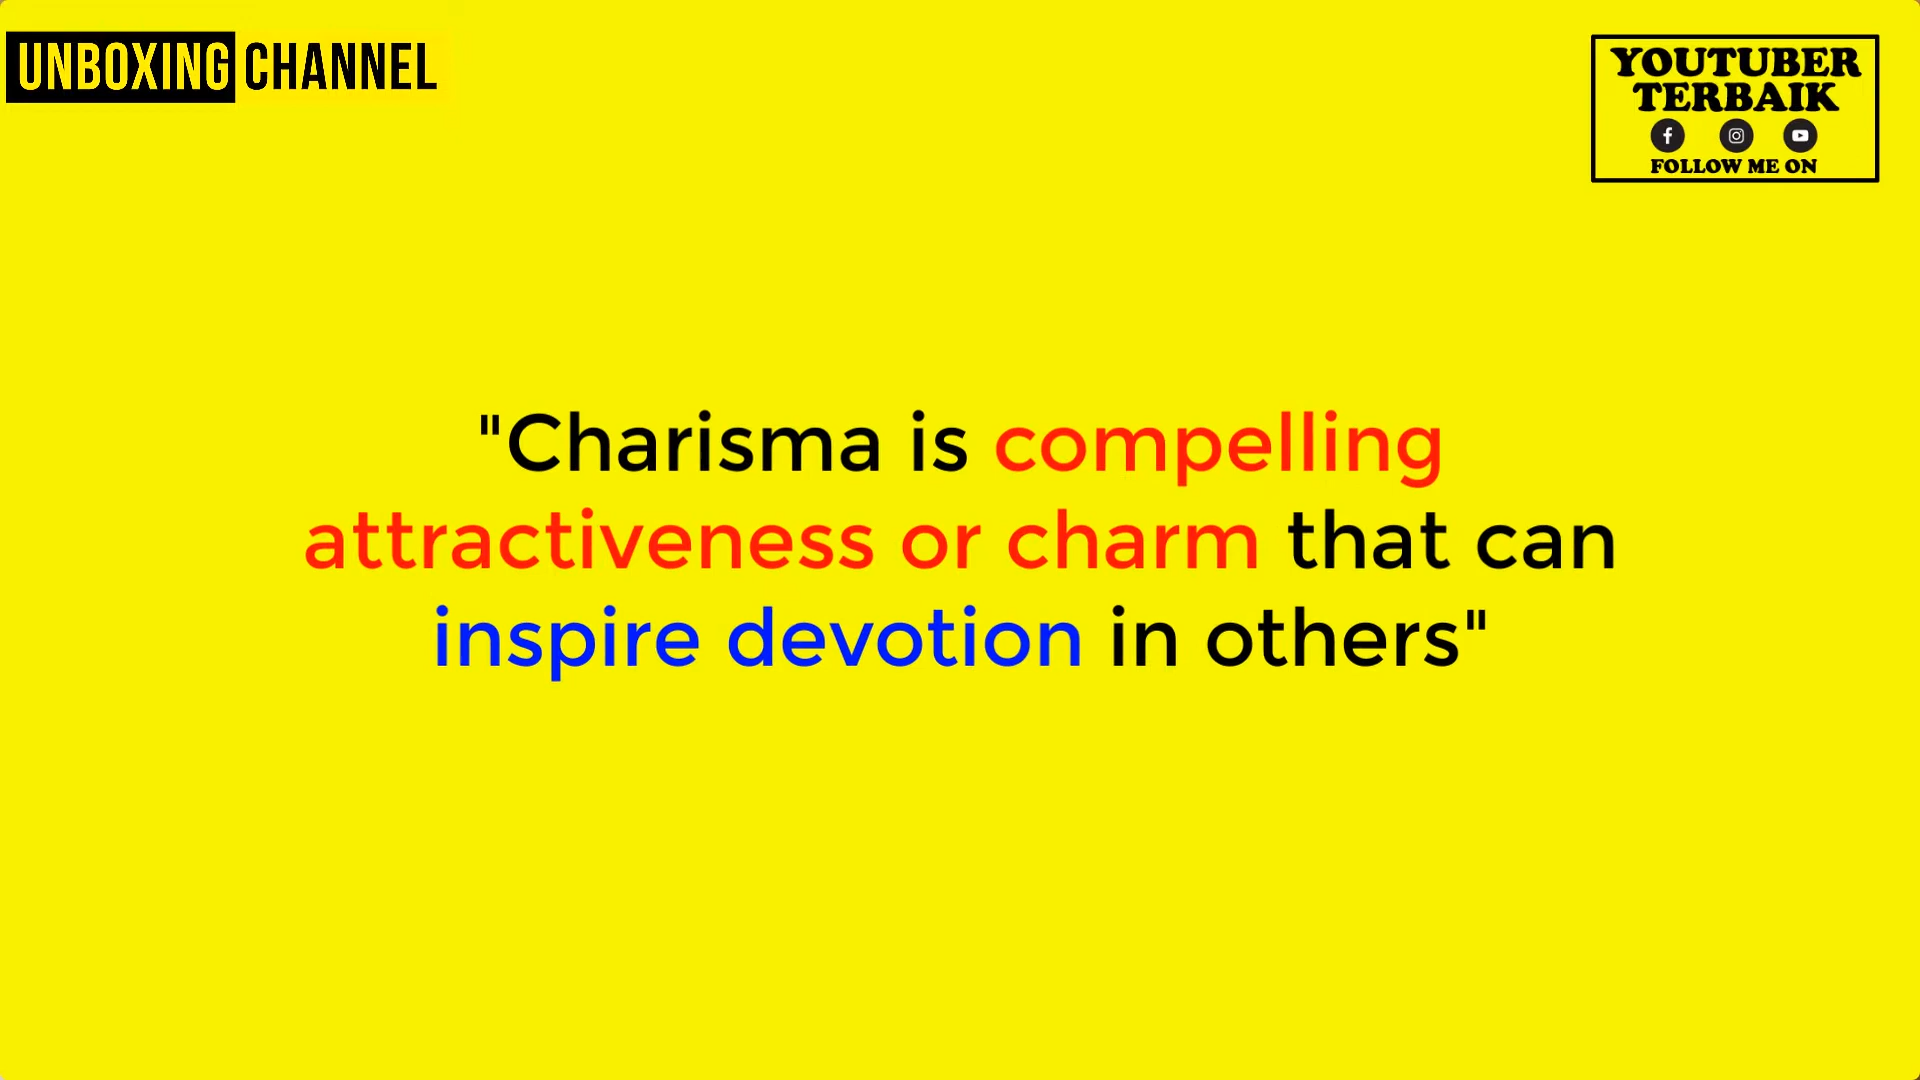 UNBOXING CHANNEL
YOUTUBER
TERBAIK
FOLLOW ME ON
"Charisma is compelling
attractiveness or charm that can
inspire devotion in others"